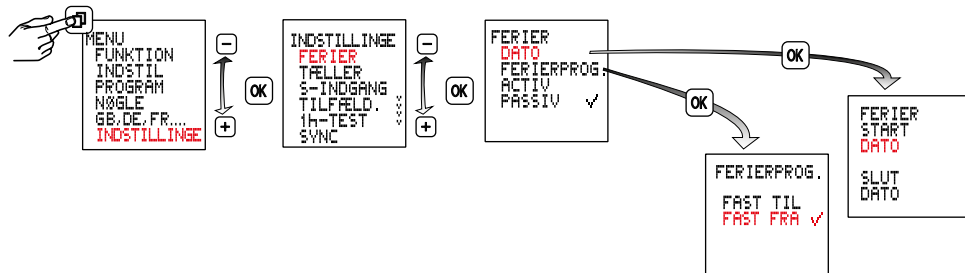 MENU
FUNKTION
INDSTIL
PROGRAM
NØGLE
GB,DE,FR....
INDSTILLINGE
−
+
OK
INDSTILLINGE
FERIER
TÆLLER
S-INDGANG
TILFÆLD.
1h-TEST
SYNC
−
+
OK
FERIER
DATO
FERIERPROG.
ACTIV
PASSIV ✓
OK
OK
FERIERPROG.
FAST TIL
FAST FRA ✓
FERIER
START
DATO
SLUT
DATO